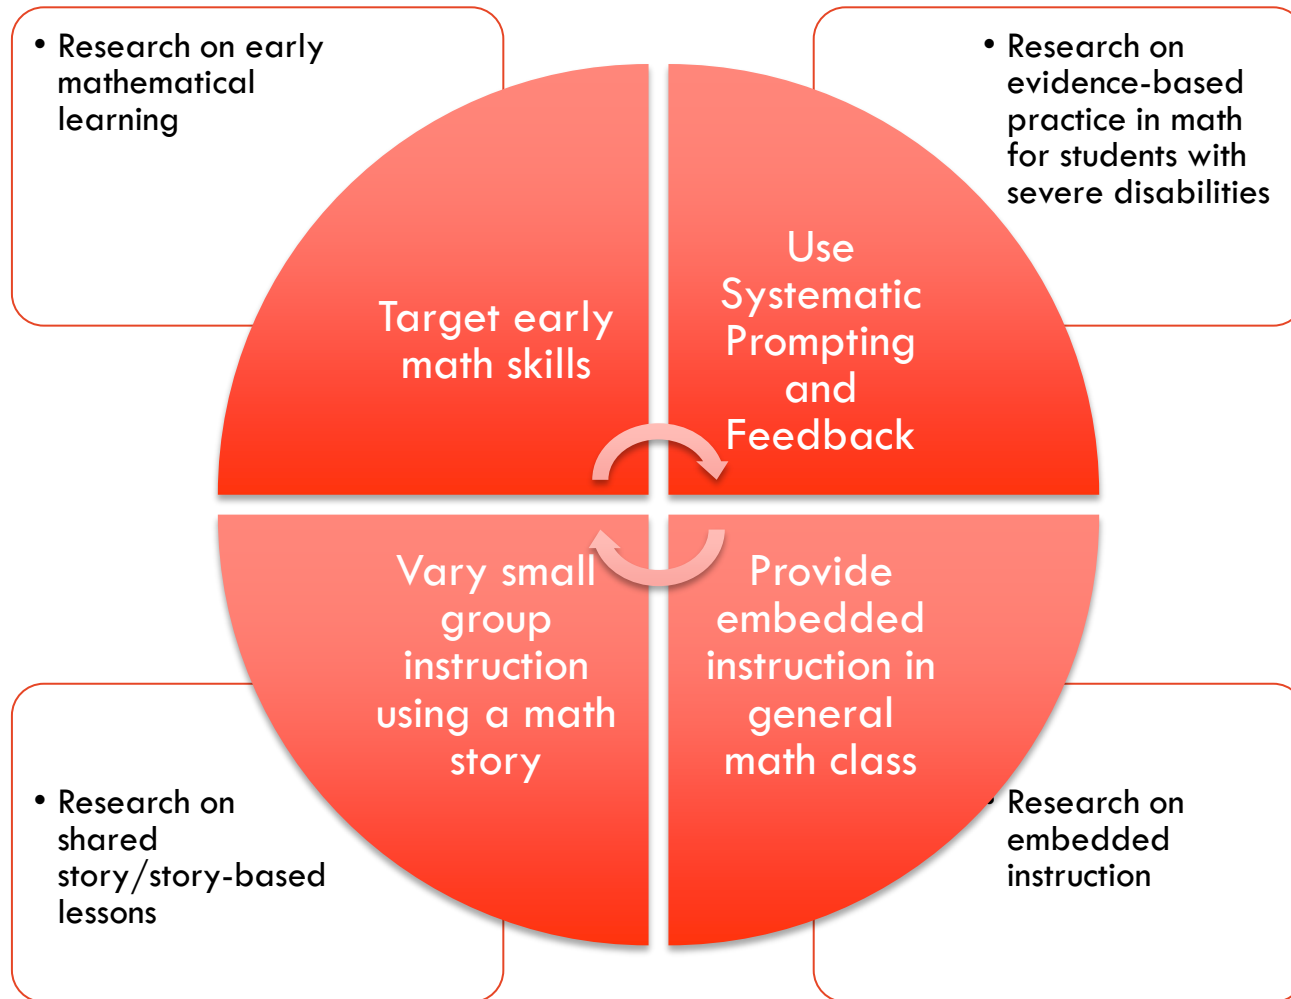 • Research on early
mathematical
learning
• Research on
evidence-based
practice in math
for students with
severe disabilities
Target early
math skills
Use
Systematic
Prompting
and
Feedback
Vary small
group
instruction
using a math
story
Provide
embedded
instruction in
general
math class
• Research on
shared
story/story-based
lessons
• Research on
embedded
instruction